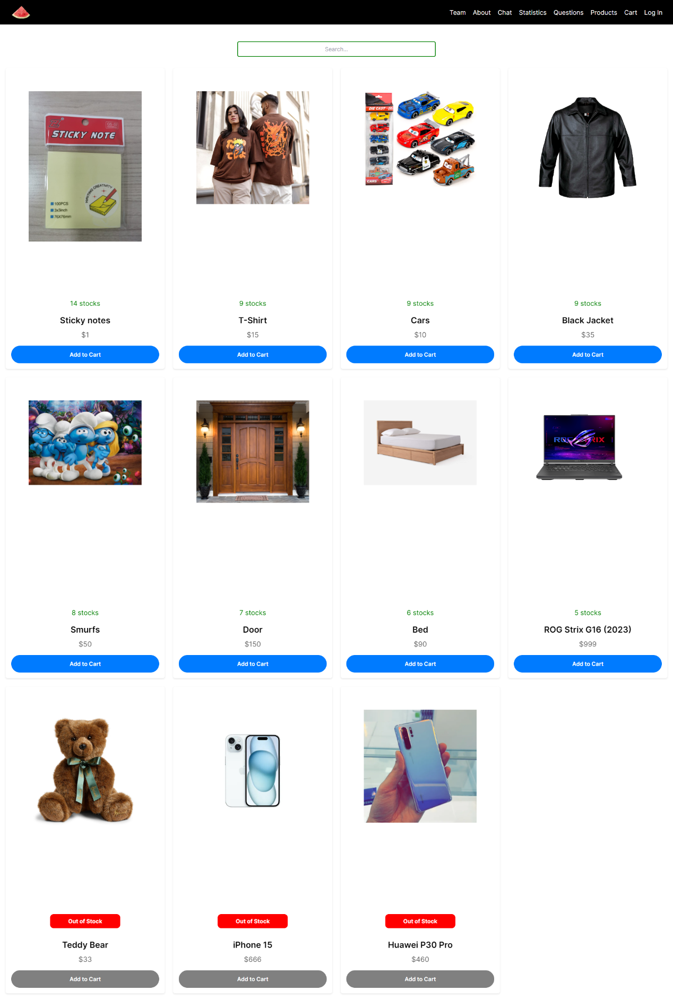 Team About Chat Statistics Questions Products Cart Log In
Search...
STICKY NOTE
WRITING CREATIVITY
100PCS
3x3inch
76X76mm
DIE CAST
95
CARS
14 stocks
Sticky notes
$1
Add to Cart
9 stocks
T-Shirt
$15
Add to Cart
9 stocks
Cars
$10
Add to Cart
9 stocks
Black Jacket
$35
Add to Cart
8 stocks
Smurfs
$50
Add to Cart
7 stocks
Door
$150
Add to Cart
6 stocks
Bed
$90
Add to Cart
5 stocks
ROG Strix G16 (2023)
$999
Add to Cart
Out of Stock
Teddy Bear
$33
Add to Cart
Out of Stock
iPhone 15
$666
Add to Cart
Out of Stock
Huawei P30 Pro
$460
Add to Cart